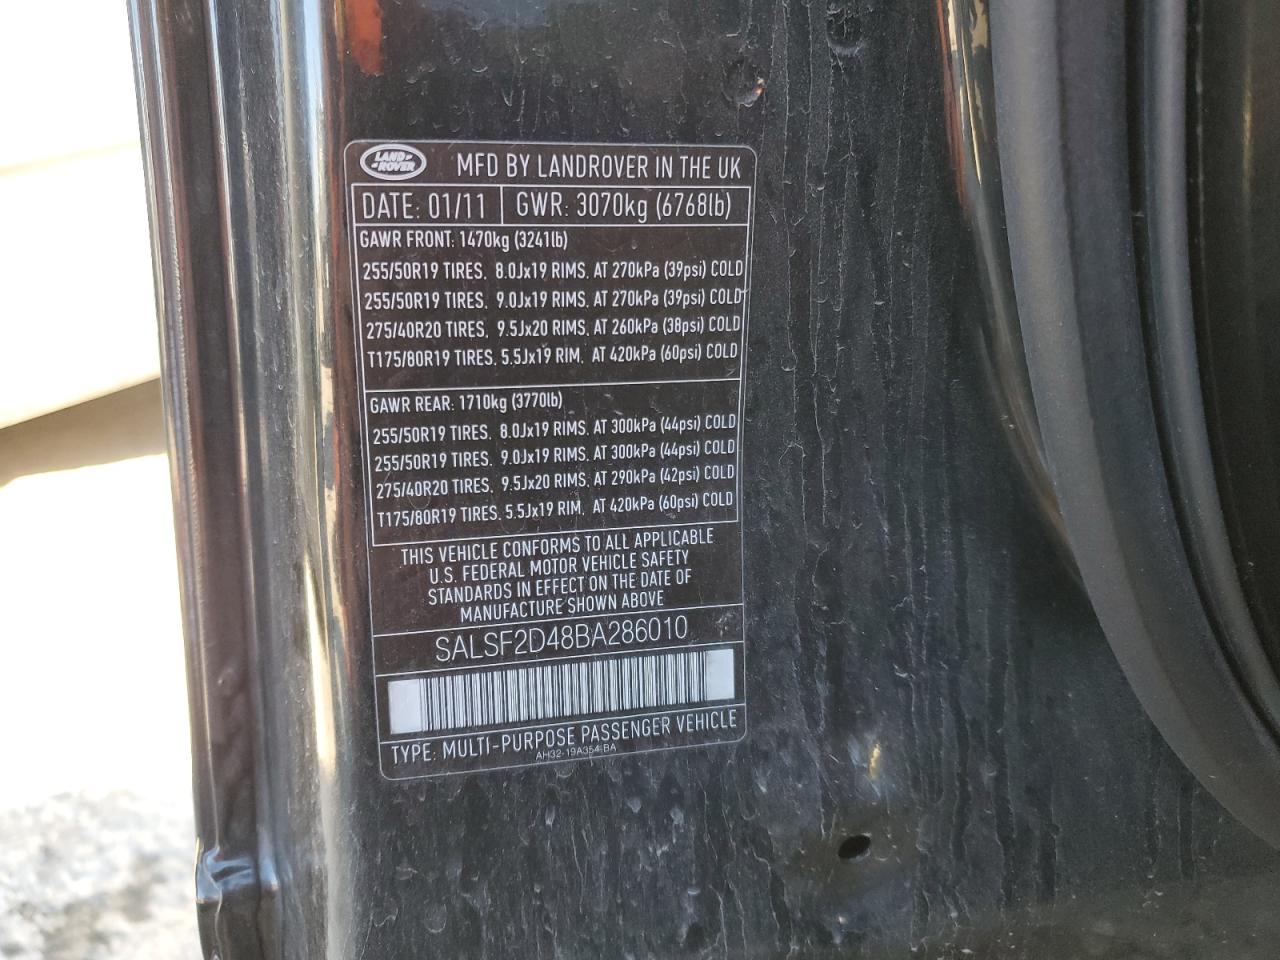 LAND-
-ROVER
MFD BY LANDROVER IN THE UK
DATE: 01/11 GWR: 3070kg (6768lb)
GAWR FRONT: 1470kg (3241lb)
255/50R19 TIRES, 8.0Jx19 RIMS, AT 270kPa (39psi) COLD
255/50R19 TIRES, 9.0Jx19 RIMS, AT 270kPa (39psi) COLD
275/40R20 TIRES, 9.5Jx20 RIMS, AT 260kPa (38psi) COLD
T175/80R19 TIRES, 5.5Jx19 RIM, AT 420kPa (60psi) COLD
GAWR REAR: 1710kg (3770lb)
255/50R19 TIRES, 8.0Jx19 RIMS, AT 300kPa (44psi) COLD
255/50R19 TIRES, 9.0Jx19 RIMS, AT 300kPa (44psi) COLD
275/40R20 TIRES, 9.5Jx20 RIMS, AT 290kPa (42psi) COLD
T175/80R19 TIRES, 5.5Jx19 RIM, AT 420kPa (60psi) COLD
THIS VEHICLE CONFORMS TO ALL APPLICABLE
U.S. FEDERAL MOTOR VEHICLE SAFETY
STANDARDS IN EFFECT ON THE DATE OF
MANUFACTURE SHOWN ABOVE
SALSF2D48BA286010
TYPE: MULTI-PURPOSE PASSENGER VEHICLE
AH32-19A354-BA